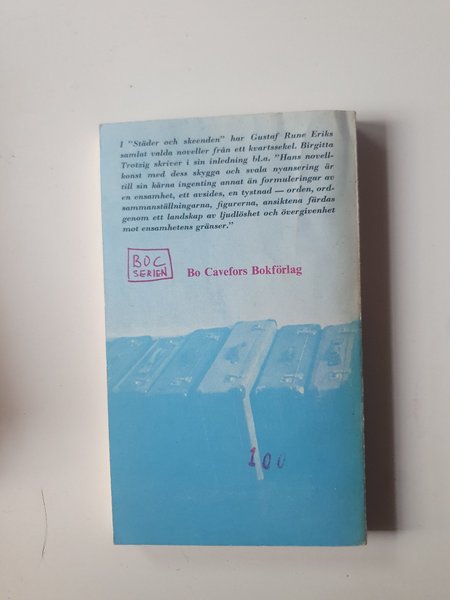 I "Städer och skeenden" har Gustaf Rune Eriks
samlat valda noveller från ett kvartssekel. Birgitta
Trotzig skriver i sin inledning bl.a. "Hans novell-
konst med dess skygga och svala nyansering är
till sin kärna ingenting annat än formuleringar av
en ensamhet, ett avsides, en tystnad — orden, ord-
sammanställningarna, figurerna, ansiktena färdas
genom ett landskap av ljudlöshet och övergivenhet
mot ensamhetens gränser."
BOC
SERIEN
Bo Cavefors Bokförlag
100